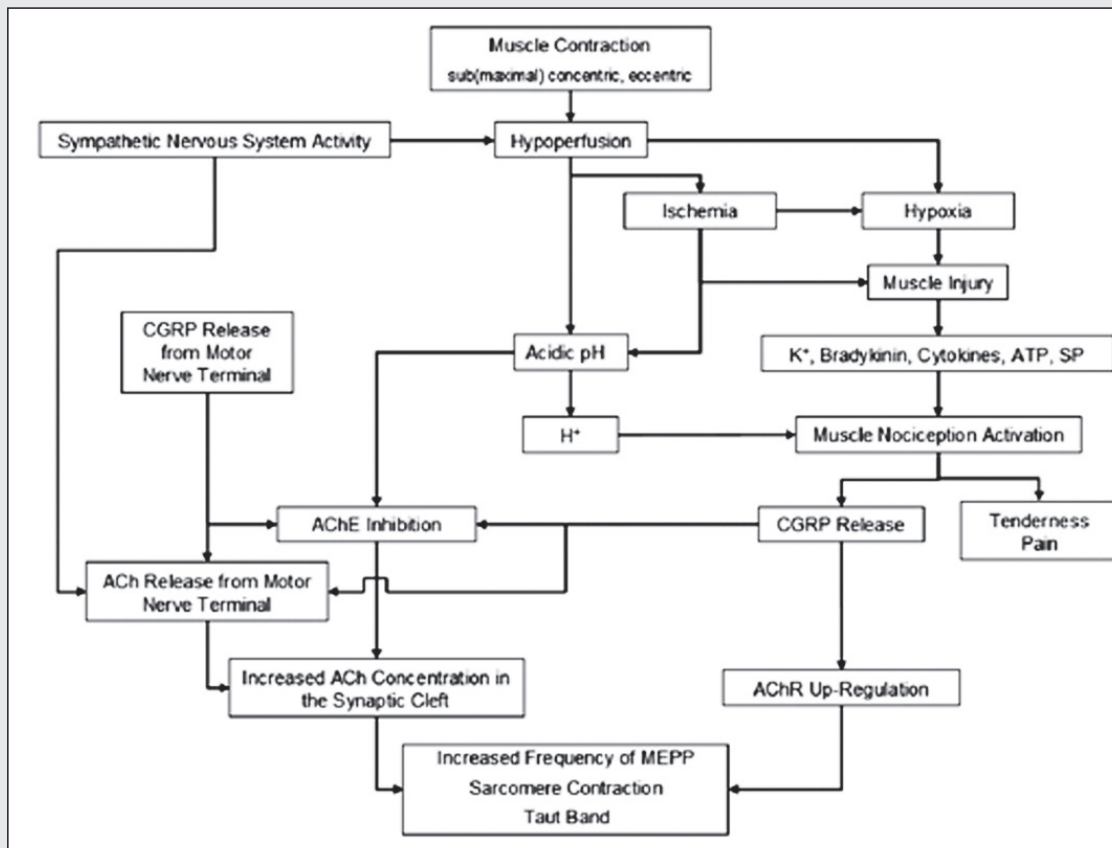 Muscle Contraction
sub(maximal) concentric, eccentric
Sympathetic Nervous System Activity
Hypoperfusion
Ischemia
Hypoxia
Muscle Injury
CGRP Release
from Motor
Nerve Terminal
Acidic pH
K⁺, Bradykinin, Cytokines, ATP, SP
H⁺
Muscle Nociception Activation
AChE Inhibition
CGRP Release
Tenderness
Pain
ACh Release from Motor
Nerve Terminal
Increased ACh Concentration in
the Synaptic Cleft
AChR Up-Regulation
Increased Frequency of MEPP
Sarcomere Contraction
Taut Band